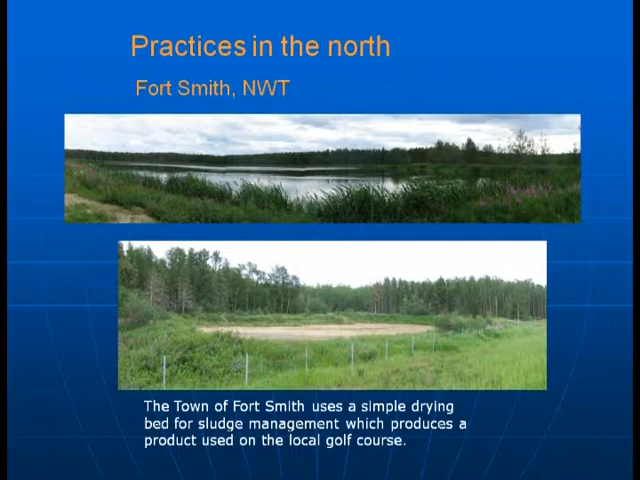 Practices in the north
Fort Smith, NWT
The Town of Fort Smith uses a simple drying
bed for sludge management which produces a
product used on the local golf course.